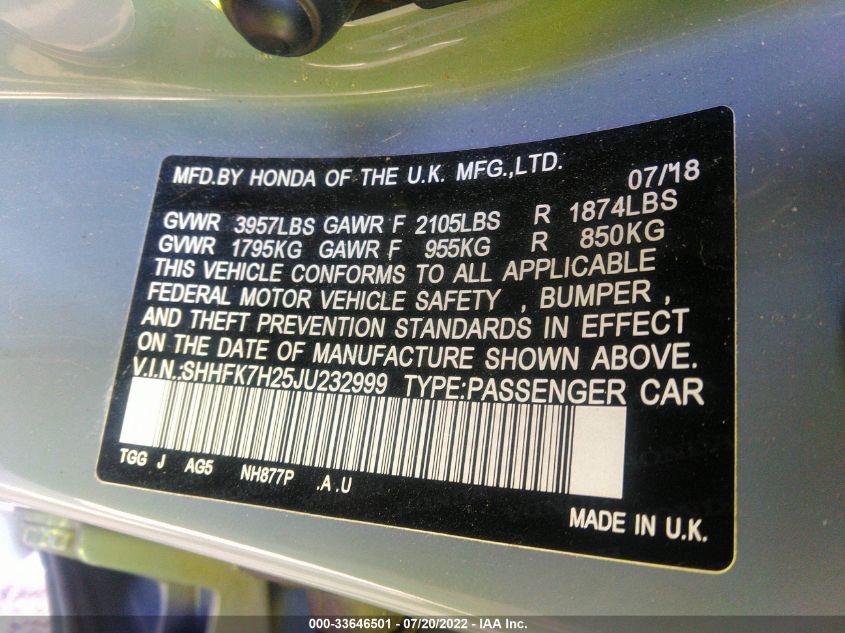 MFD.BY HONDA OF THE U.K. MFG.,LTD. 07/'18
GVWR 3957LBS GAWR F 2105LBS R 1874LBS
GVWR 1795KG GAWR F 955KG R 850KG
THIS VEHICLE CONFORMS TO ALL APPLICABLE
FEDERAL MOTOR VEHICLE SAFETY , BUMPER ,
AND THEFT PREVENTION STANDARDS IN EFFECT
ON THE DATE OF MANUFACTURE SHOWN ABOVE.
V.I.N.:SHHFK7H25JU232999 TYPE:PASSENGER CAR
TGG J AG5 NH877P .A .U
MADE IN U.K.
000-33646501 - 07/20/2022 - IAA Inc.